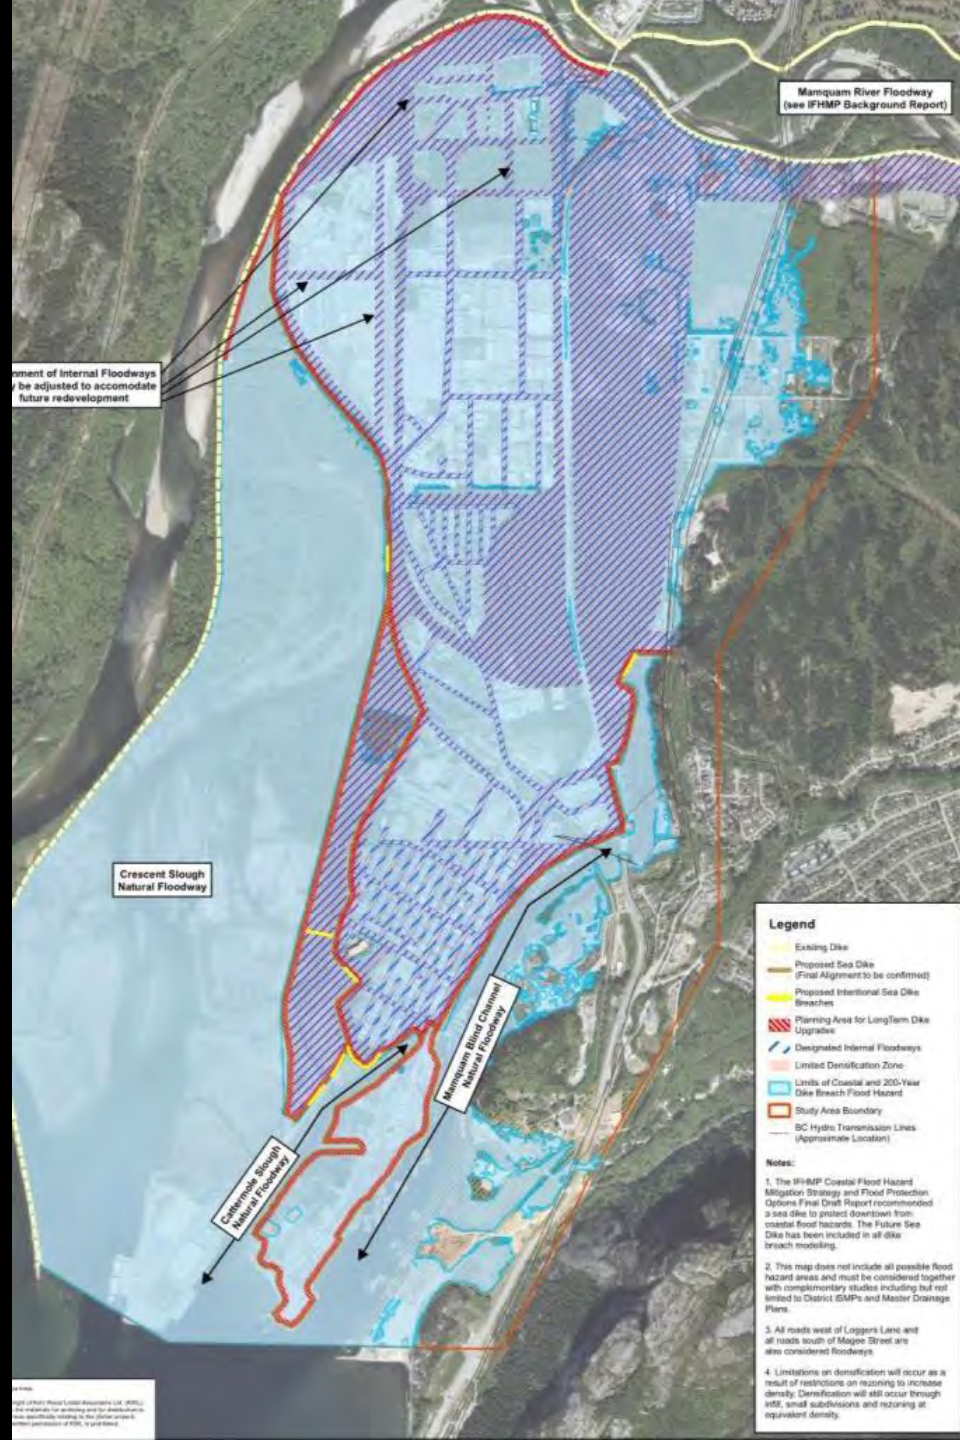 Mamquam River Floodway
(see IFHMP Background Report)
nment of Internal Floodways
y be adjusted to accomodate
future redevelopment
Crescent Slough
Natural Floodway
Mamquam Blind Channel
Natural Floodway
Cattermole Slough
Natural Floodway
Legend
Existing Dike
Proposed Sea Dike
(Final Alignment to be confirmed)
Proposed Intentional Sea Dike
Breaches
Planning Area for LongTerm Dike
Upgrades
Designated Internal Floodways
Limited Densification Zone
Limits of Coastal and 200-Year
Dike Breach Flood Hazard
Study Area Boundary
BC Hydro Transmission Lines
(Approximate Location)
Notes:
1. The IFHMP Coastal Flood Hazard
Mitigation Strategy and Flood Protection
Options Final Draft Report recommended
a sea dike to protect downtown from
coastal flood hazards. The Future Sea
Dike has been included in all dike
breach modelling.
2. This map does not include all possible flood
hazard areas and must be considered together
with complimentary studies including but not
limited to District ISMPs and Master Drainage
Plans.
3. All roads west of Loggers Lane and
all roads south of Magee Street are
also considered floodways.
4. Limitations on densification will occur as a
result of restrictions on rezoning to increase
density. Densification will still occur through
infill, small subdivisions and rezoning at
equivalent density.